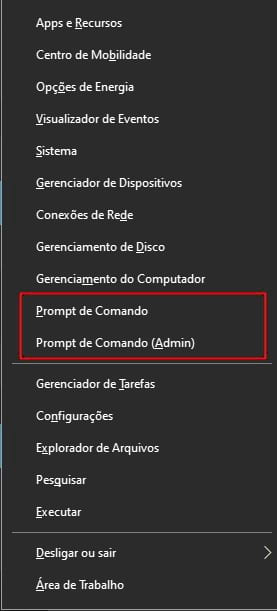 Apps e Recursos
Centro de Mobilidade
Opções de Energia
Visualizador de Eventos
Sistema
Gerenciador de Dispositivos
Conexões de Rede
Gerenciamento de Disco
Gerenciamento do Computador
Prompt de Comando
Prompt de Comando (Admin)
Gerenciador de Tarefas
Configurações
Explorador de Arquivos
Pesquisar
Executar
Desligar ou sair
Área de Trabalho